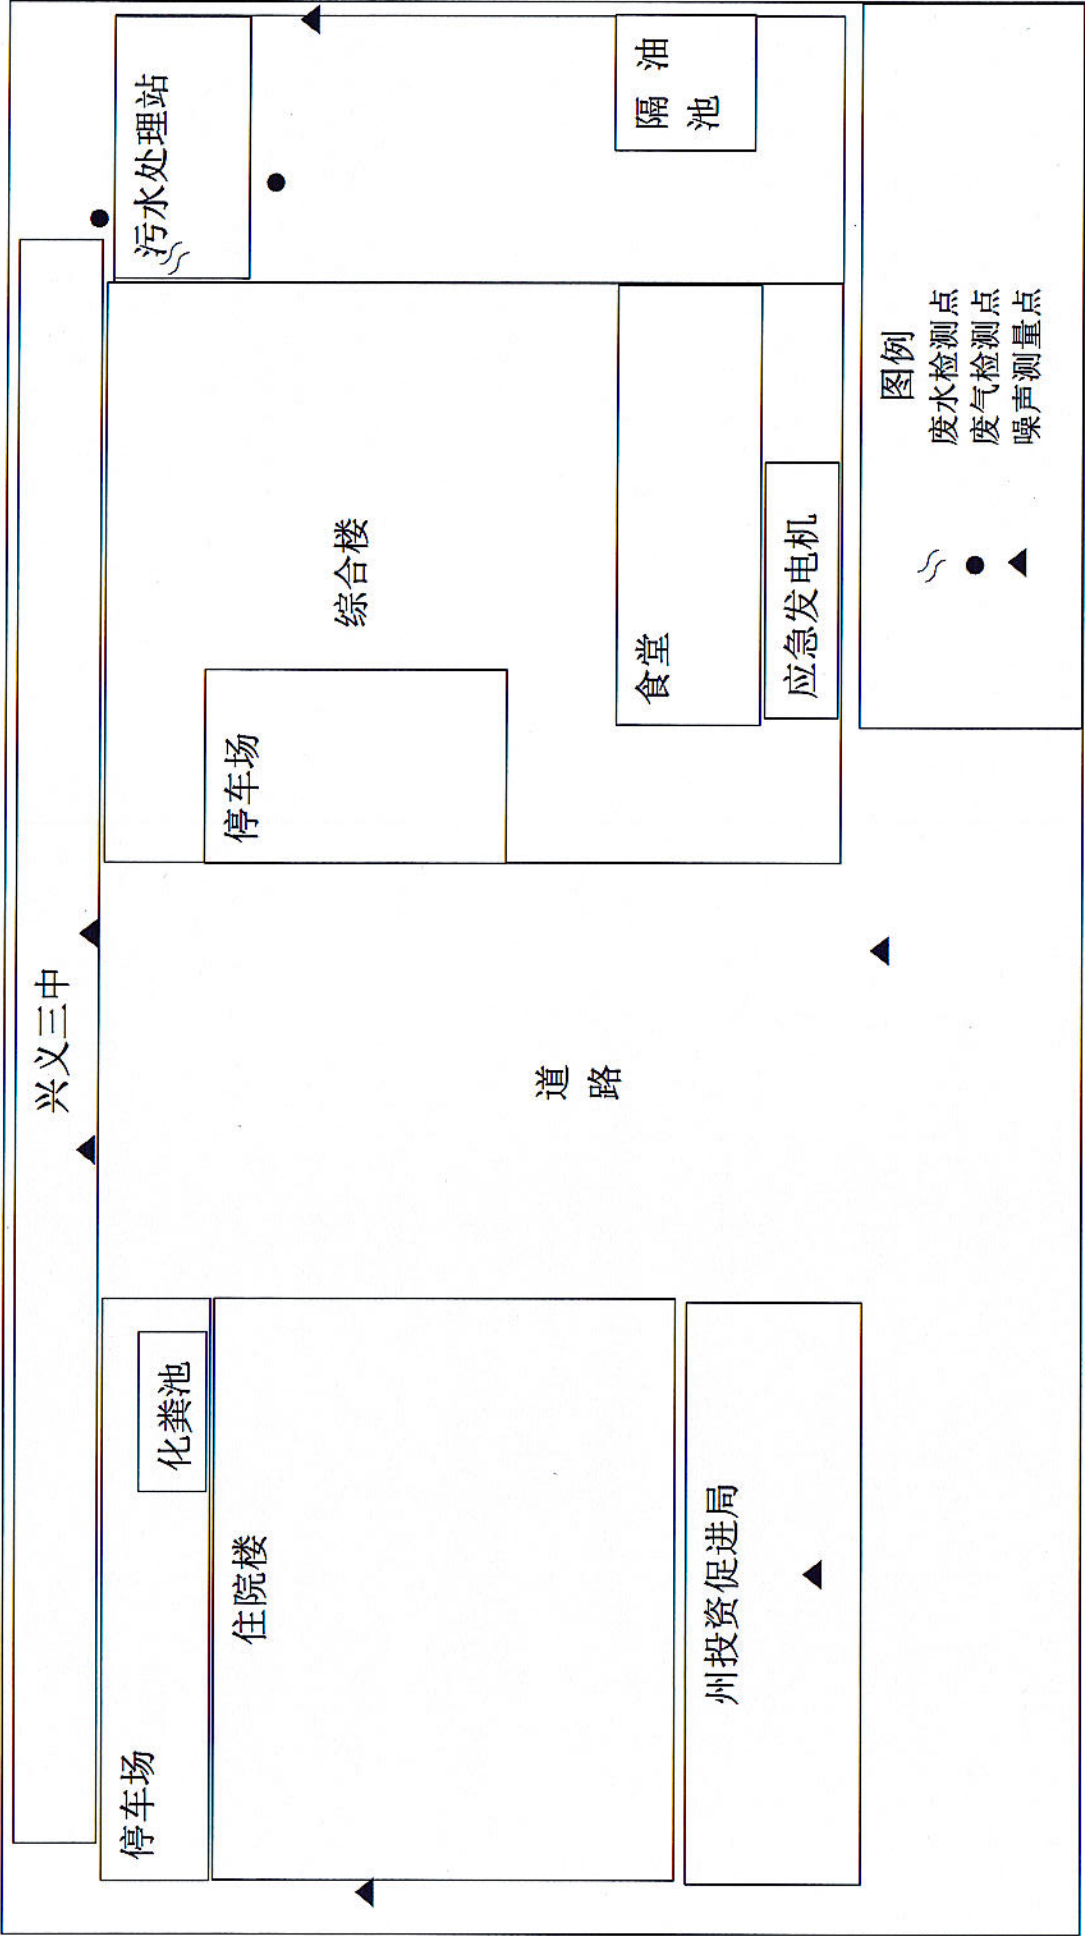 兴义三中
停车场
化粪池
住院楼
州投资促进局
道
路
停车场
综合楼
食堂
应急发电机
污水处理站
隔 油
池
图例
废水检测点
废气检测点
噪声测量点